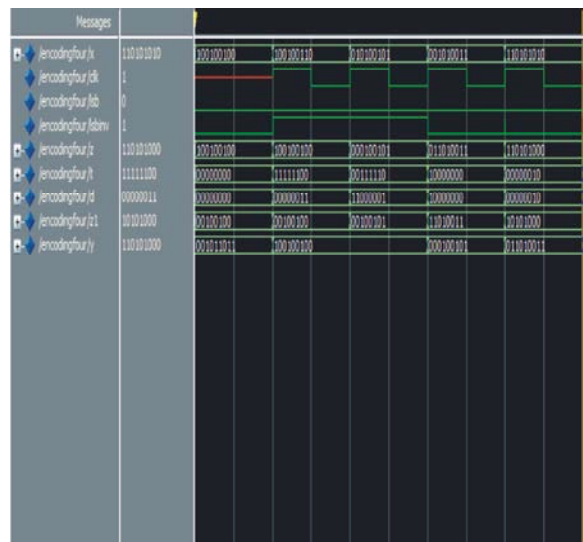 Messages
/encodingfour/x 110101010 100100100 100100110 010100101 001010011 110101010
/encodingfour/clk 1
/encodingfour/lsb 0
/encodingfour/lsbinv 1
/encodingfour/z 110101000 100100100 100100100 000100101 011010011 110101000
/encodingfour/t 11111100 00000000 11111100 00111110 10000000 00000010
/encodingfour/d 00000011 00000000 00000011 11000001 10000000 00000010
/encodingfour/z1 10101000 00100100 00100100 00100101 11010011 10101000
/encodingfour/y 110101000 001011011 100100100 000100101 011010011